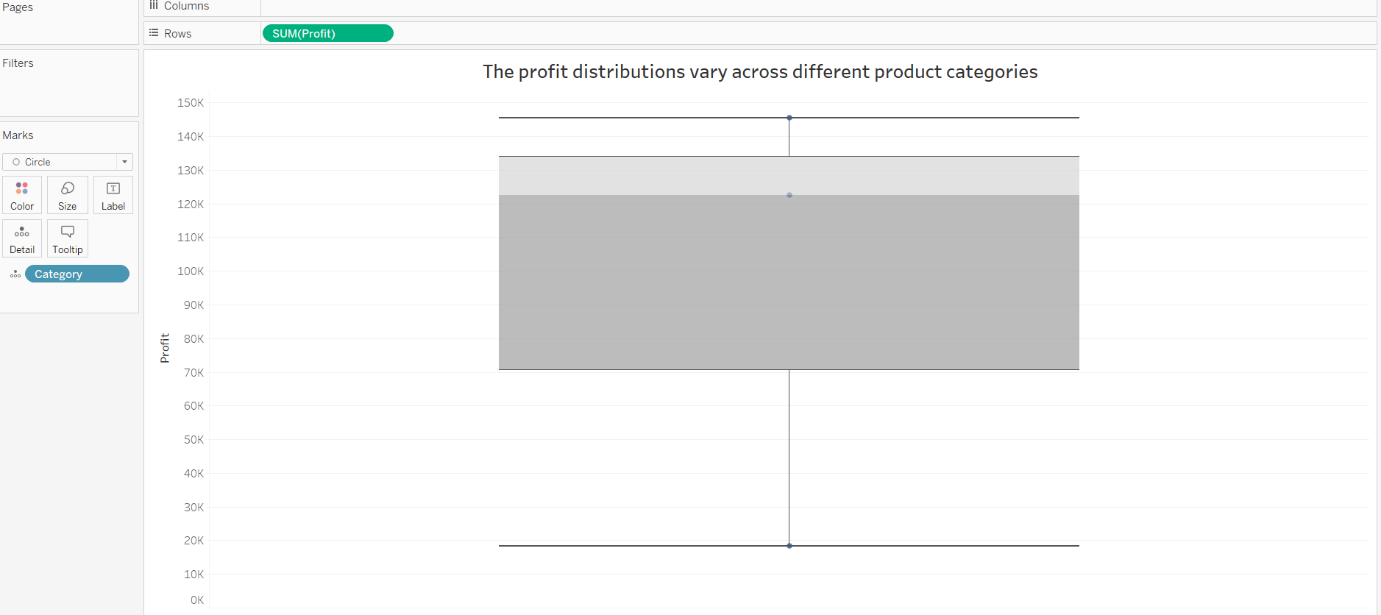 Pages
Columns
Rows
SUM(Profit)
Filters
The profit distributions vary across different product categories
Marks
Circle
Color
Size
Label
Detail
Tooltip
Category
Profit
150K
140K
130K
120K
110K
100K
90K
80K
70K
60K
50K
40K
30K
20K
10K
0K